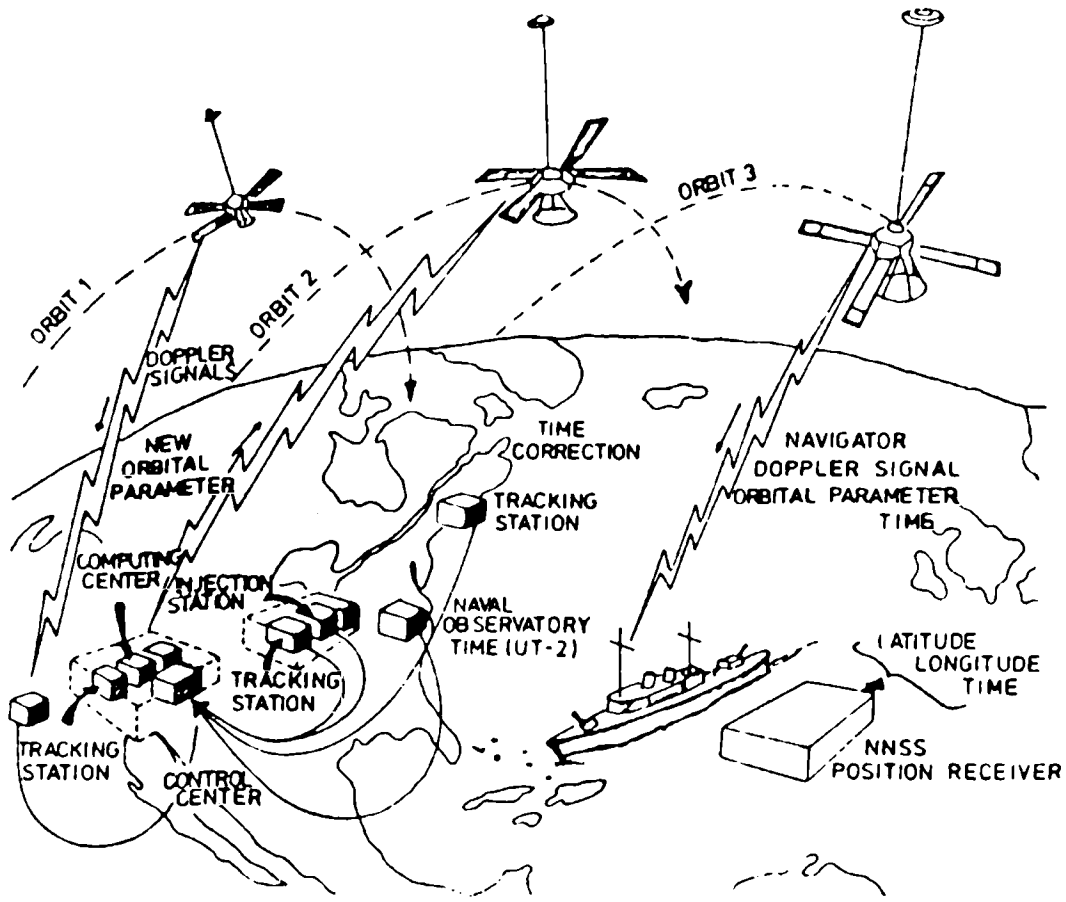 ORBIT 1
ORBIT 2
ORBIT 3
DOPPLER
SIGNALS
NEW
ORBITAL
PARAMETER
TIME
CORRECTION
TRACKING
STATION
NAVIGATOR
DOPPLER SIGNAL
ORBITAL PARAMETER
TIME
COMPUTING
CENTER
INJECTION
STATION
NAVAL
OBSERVATORY
TIME (UT-2)
TRACKING
STATION
LATITUDE
LONGITUDE
TIME
TRACKING
STATION
CONTROL
CENTER
NNSS
POSITION RECEIVER